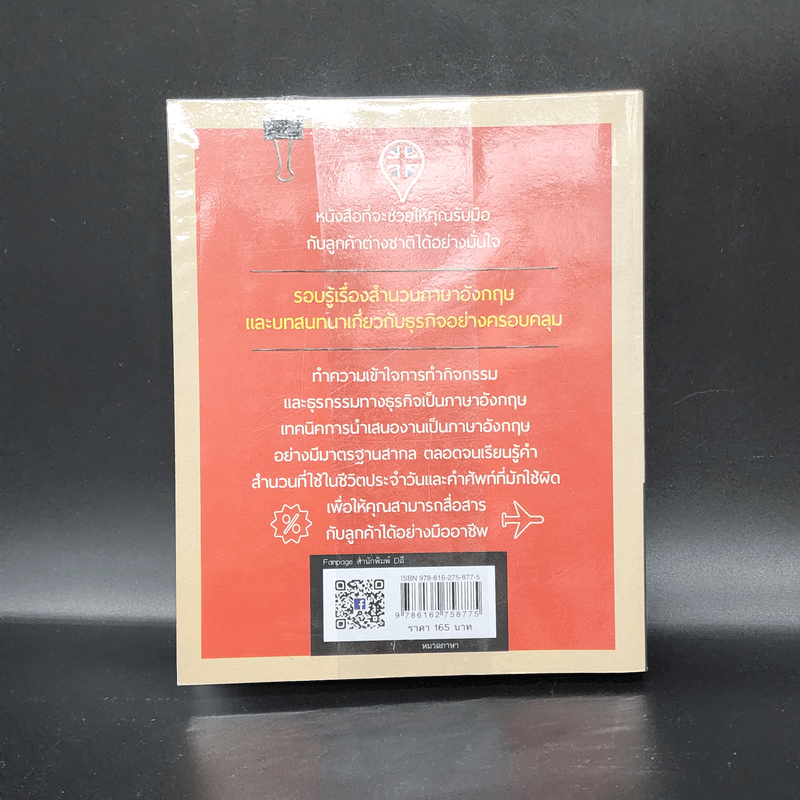 หนังสือที่จะช่วยให้คุณรับมือ
กับลูกค้าต่างชาติได้อย่างมั่นใจ
รอบรู้เรื่องสำนวนภาษาอังกฤษ
และบทสนทนาเกี่ยวกับธุรกิจอย่างครอบคลุม
ทำความเข้าใจการทำกิจกรรม
และธุรกรรมทางธุรกิจเป็นภาษาอังกฤษ
เทคนิคการนำเสนองานเป็นภาษาอังกฤษ
อย่างมีมาตรฐานสากล ตลอดจนเรียนรู้คำ
สำนวนที่ใช้ในชีวิตประจำวันและคำศัพท์ที่มักใช้ผิด
เพื่อให้คุณสามารถสื่อสาร
กับลูกค้าได้อย่างมืออาชีพ
%
Fanpage สำนักพิมพ์ Dดี
ISBN 978-616-275-877-5
9 786162 758775
ราคา 165 บาท
หมวดภาษา